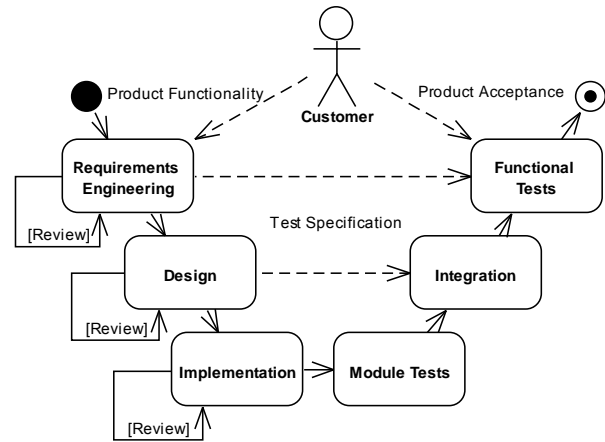 Product Functionality
Product Acceptance
Customer
Requirements
Engineering
Functional
Tests
[Review]
Test Specification
Design
Integration
[Review]
Implementation
Module Tests
[Review]